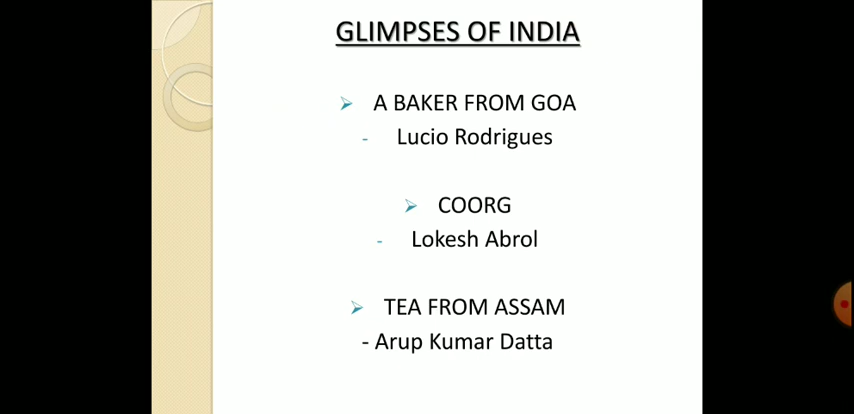 GLIMPSES OF INDIA
➢ A BAKER FROM GOA
- Lucio Rodrigues
➢ COORG
- Lokesh Abrol
➢ TEA FROM ASSAM
- Arup Kumar Datta